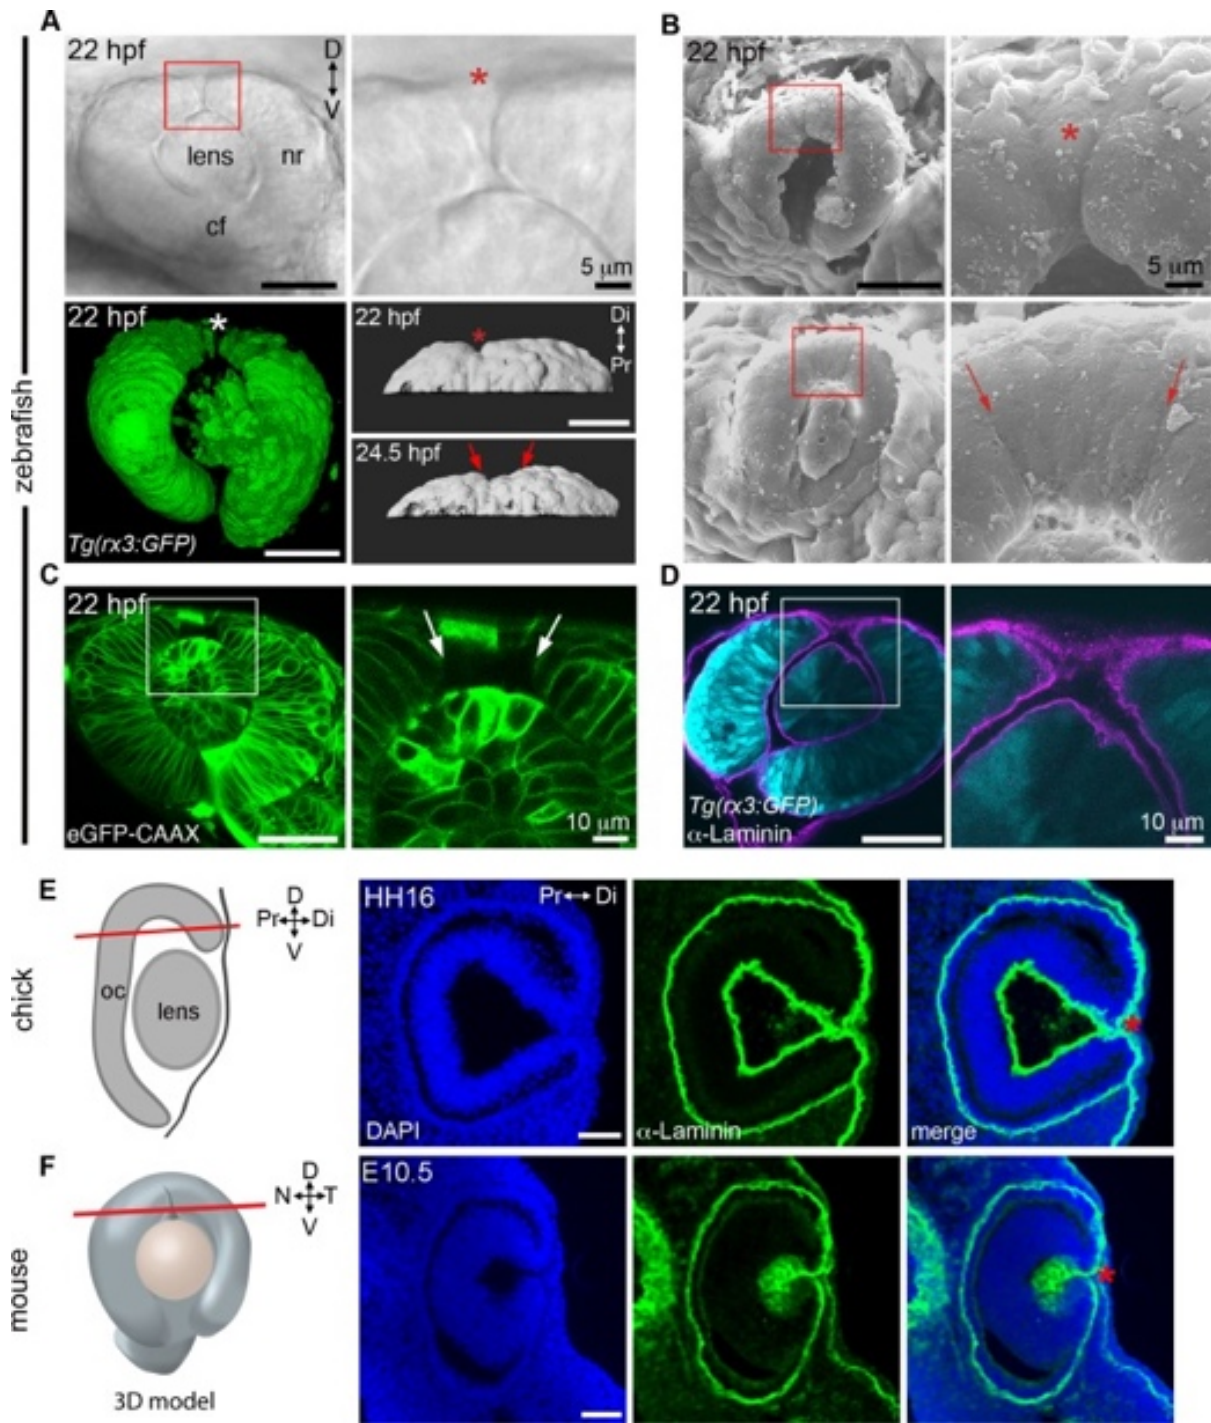 A
22 hpf
D
V
*
lens
nr
cf
5 μm
B
22 hpf
*
5 μm
zebrafish
22 hpf
*
Tg(rx3:GFP)
22 hpf
*
Di
Pr
24.5 hpf
C
22 hpf
eGFP-CAAX
10 μm
D
22 hpf
Tg(rx3:GFP)
α-Laminin
10 μm
E
chick
D
Pr Di
V
oc
lens
HH16
Pr Di
DAPI
α-Laminin
merge
*
F
mouse
D
N T
V
3D model
E10.5
*